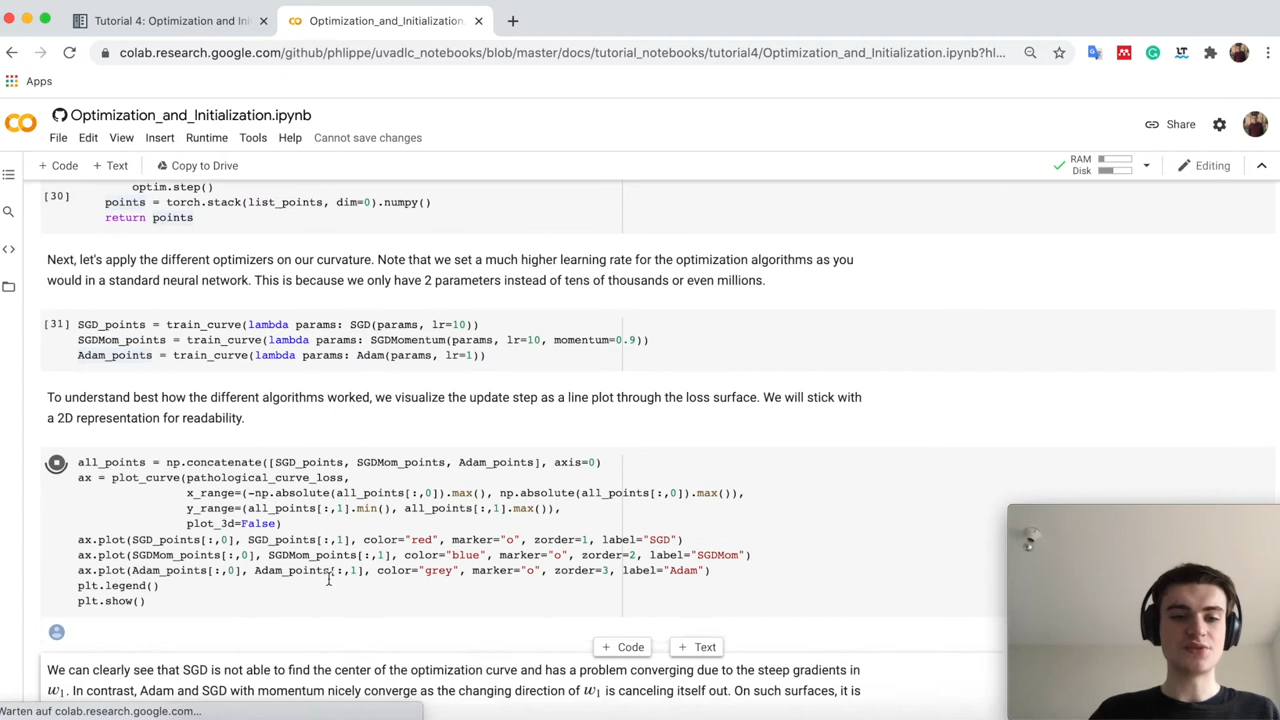 Tutorial 4: Optimization and Ini
Optimization_and_Initialization.
colab.research.google.com/github/phlippe/uvadlc_notebooks/blob/master/docs/tutorial_notebooks/tutorial4/Optimization_and_Initialization.ipynb?hl...
Apps
Optimization_and_Initialization.ipynb
Share
File Edit View Insert Runtime Tools Help Cannot save changes
+ Code + Text Copy to Drive
RAM
Disk
Editing
optim.step()
[30]
points = torch.stack(list_points, dim=0).numpy()
return points
Next, let's apply the different optimizers on our curvature. Note that we set a much higher learning rate for the optimization algorithms as you
would in a standard neural network. This is because we only have 2 parameters instead of tens of thousands or even millions.
[31] SGD_points = train_curve(lambda params: SGD(params, lr=10))
SGDMom_points = train_curve(lambda params: SGDMomentum(params, lr=10, momentum=0.9))
Adam_points = train_curve(lambda params: Adam(params, lr=1))
To understand best how the different algorithms worked, we visualize the update step as a line plot through the loss surface. We will stick with
a 2D representation for readability.
all_points = np.concatenate([SGD_points, SGDMom_points, Adam_points], axis=0)
ax = plot_curve(pathological_curve_loss,
x_range=(-np.absolute(all_points[:,0]).max(), np.absolute(all_points[:,0]).max()),
y_range=(all_points[:,1].min(), all_points[:,1].max()),
plot_3d=False)
ax.plot(SGD_points[:,0], SGD_points[:,1], color="red", marker="o", zorder=1, label="SGD")
ax.plot(SGDMom_points[:,0], SGDMom_points[:,1], color="blue", marker="o", zorder=2, label="SGDMom")
ax.plot(Adam_points[:,0], Adam_points[:,1], color="grey", marker="o", zorder=3, label="Adam")
plt.legend()
plt.show()
+ Code + Text
We can clearly see that SGD is not able to find the center of the optimization curve and has a problem converging due to the steep gradients in
w₁. In contrast, Adam and SGD with momentum nicely converge as the changing direction of w₁ is canceling itself out. On such surfaces, it is
Warten auf colab.research.google.com...